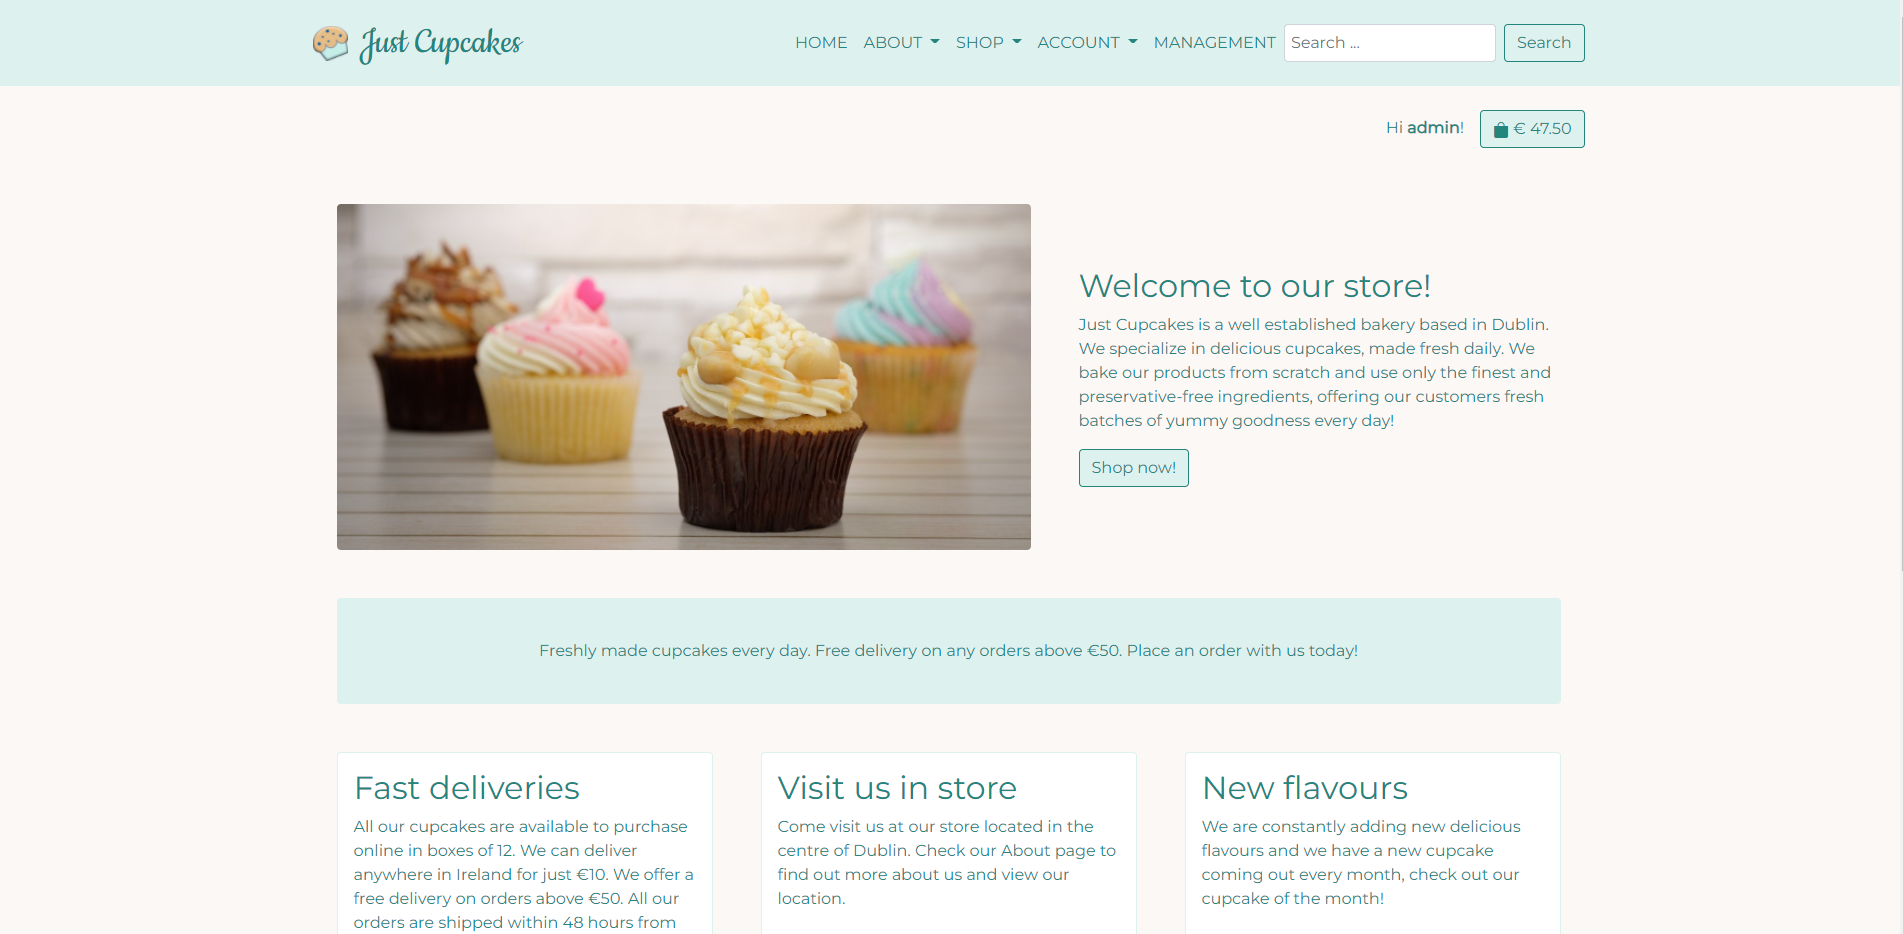 Just Cupcakes
HOME ABOUT SHOP ACCOUNT MANAGEMENT Search ... Search
Hi admin! € 47.50
Welcome to our store!
Just Cupcakes is a well established bakery based in Dublin.
We specialize in delicious cupcakes, made fresh daily. We
bake our products from scratch and use only the finest and
preservative-free ingredients, offering our customers fresh
batches of yummy goodness every day!
Shop now!
Freshly made cupcakes every day. Free delivery on any orders above €50. Place an order with us today!
Fast deliveries
All our cupcakes are available to purchase
online in boxes of 12. We can deliver
anywhere in Ireland for just €10. We offer a
free delivery on orders above €50. All our
orders are shipped within 48 hours from
Visit us in store
Come visit us at our store located in the
centre of Dublin. Check our About page to
find out more about us and view our
location.
New flavours
We are constantly adding new delicious
flavours and we have a new cupcake
coming out every month, check out our
cupcake of the month!